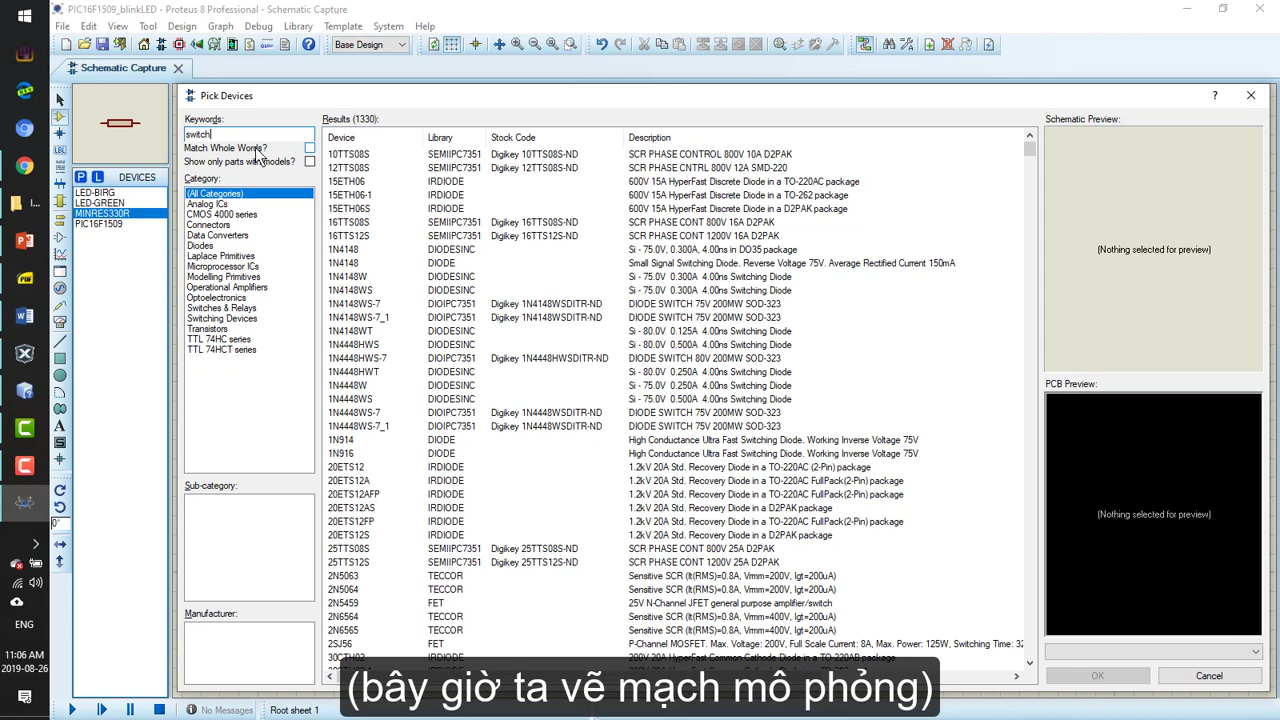 PIC16F1509_blinkLED - Proteus 8 Professional - Schematic Capture
File Edit View Tool Design Graph Debug Library Template System Help
Base Design
Schematic Capture
Pick Devices
?
Keywords:
switch
Match Whole Words?
Show only parts with models?
Category:
(All Categories)
Analog ICs
CMOS 4000 series
Connectors
Data Converters
Diodes
Laplace Primitives
Microprocessor ICs
Modelling Primitives
Operational Amplifiers
Optoelectronics
Switches & Relays
Switching Devices
Transistors
TTL 74HC series
TTL 74HCT series
Sub-category:
Manufacturer:
P L DEVICES
LED-BIRG
LED-GREEN
MINRES330R
PIC16F1509
Results (1330):
Device Library Stock Code Description
10TTS08S SEMIIPC7351 Digikey 10TTS08S-ND SCR PHASE CONTROL 800V 10A D2PAK
12TTS08S SEMIIPC7351 Digikey 12TTS08S-ND SCR PHASE CNTRL 800V 12A SMD-220
15ETH06 IRDIODE 600V 15A HyperFast Discrete Diode in a TO-220AC package
15ETH06-1 IRDIODE 600V 15A HyperFast Discrete Diode in a TO-262 package
15ETH06S IRDIODE 600V 15A HyperFast Discrete Diode in a D2PAK package
16TTS08S SEMIIPC7351 Digikey 16TTS08S-ND SCR PHASE CONT 800V 16A D2PAK
16TTS12S SEMIIPC7351 Digikey 16TTS12S-ND SCR PHASE CONT 1200V 16A D2PAK
1N4148 DIODESINC Si - 75.0V, 0.300A, 4.00ns in DO35 package
1N4148 DIODE Small Signal Switching Diode. Reverse Voltage 75V. Average Rectified Current 150mA
1N4148W DIODESINC Si - 75.0V 0.300A 4.00ns Switching Diode
1N4148WS DIODESINC Si - 75.0V 0.300A 4.00ns Switching Diode
1N4148WS-7 DIOIPC7351 Digikey 1N4148WSDITR-ND DIODE SWITCH 75V 200MW SOD-323
1N4148WS-7_1 DIOIPC7351 Digikey 1N4148WSDITR-ND DIODE SWITCH 75V 200MW SOD-323
1N4148WT DIODESINC Si - 80.0V 0.125A 4.00ns Switching Diode
1N4448HWS DIODESINC Si - 80.0V 0.250A 4.00ns Switching Diode
1N4448HWS-7 DIOIPC7351 Digikey 1N4448HWSDITR-ND DIODE SWITCH 80V 200MW SOD-323
1N4448HWT DIODESINC Si - 80.0V 0.250A 4.00ns Switching Diode
1N4448W DIODESINC Si - 75.0V 0.250A 4.00ns Switching Diode
1N4448WS DIODESINC Si - 75.0V 0.500A 4.00ns Switching Diode
1N4448WS-7 DIOIPC7351 Digikey 1N4448WSDITR-ND DIODE SWITCH 75V 200MW SOD-323
1N4448WS-7_1 DIOIPC7351 Digikey 1N4448WSDITR-ND DIODE SWITCH 75V 200MW SOD-323
1N914 DIODE High Conductance Ultra Fast Switching Diode. Working Inverse Voltage 75V
1N916 DIODE High Conductance Ultra Fast Switching Diode. Working Inverse Voltage 75V
20ETS12 IRDIODE 1.2kV 20A Std. Recovery Diode in a TO-220AC (2-Pin) package
20ETS12A IRDIODE 1.2kV 20A Std. Recovery Diode in a TO-220AC FullPack(2-Pin) package
20ETS12AFP IRDIODE 1.2kV 20A Std. Recovery Diode in a TO-220AC FullPack(2-Pin) package
20ETS12AS IRDIODE 1.2kV 20A Std. Recovery Diode in a D2PAK package
20ETS12FP IRDIODE 1.2kV 20A Std. Recovery Diode in a TO-220AC FullPack(2-Pin) package
20ETS12S IRDIODE 1.2kV 20A Std. Recovery Diode in a D2PAK package
25TTS08S SEMIIPC7351 Digikey 25TTS08S-ND SCR PHASE CONT 800V 25A D2PAK
25TTS12S SEMIIPC7351 Digikey 25TTS12S-ND SCR PHASE CONT 1200V 25A D2PAK
2N5063 TECCOR Sensitive SCR (It(RMS)=0.8A, Vrmm=200V, Igt=200uA)
2N5064 TECCOR Sensitive SCR (It(RMS)=0.8A, Vrmm=200V, Igt=200uA)
2N5459 FET 25V N-Channel JFET general purpose amplifier/switch
2N6564 TECCOR Sensitive SCR (It(RMS)=0.8A, Vrmm=400V, Igt=200uA)
2N6565 TECCOR Sensitive SCR (It(RMS)=0.8A, Vrmm=400V, Igt=200uA)
2SJ56 FET P-Channel MOSFET. Max. Voltage: 200V, Full Scale Current: 8A, Max. Power: 125W, Switching Time: 32
30CTH02
Schematic Preview:
(Nothing selected for preview)
PCB Preview:
(Nothing selected for preview)
OK Cancel
0°
ENG
11:06 AM
2019-08-26
No Messages Root sheet 1
(bây giờ ta vẽ mạch mô phỏng)